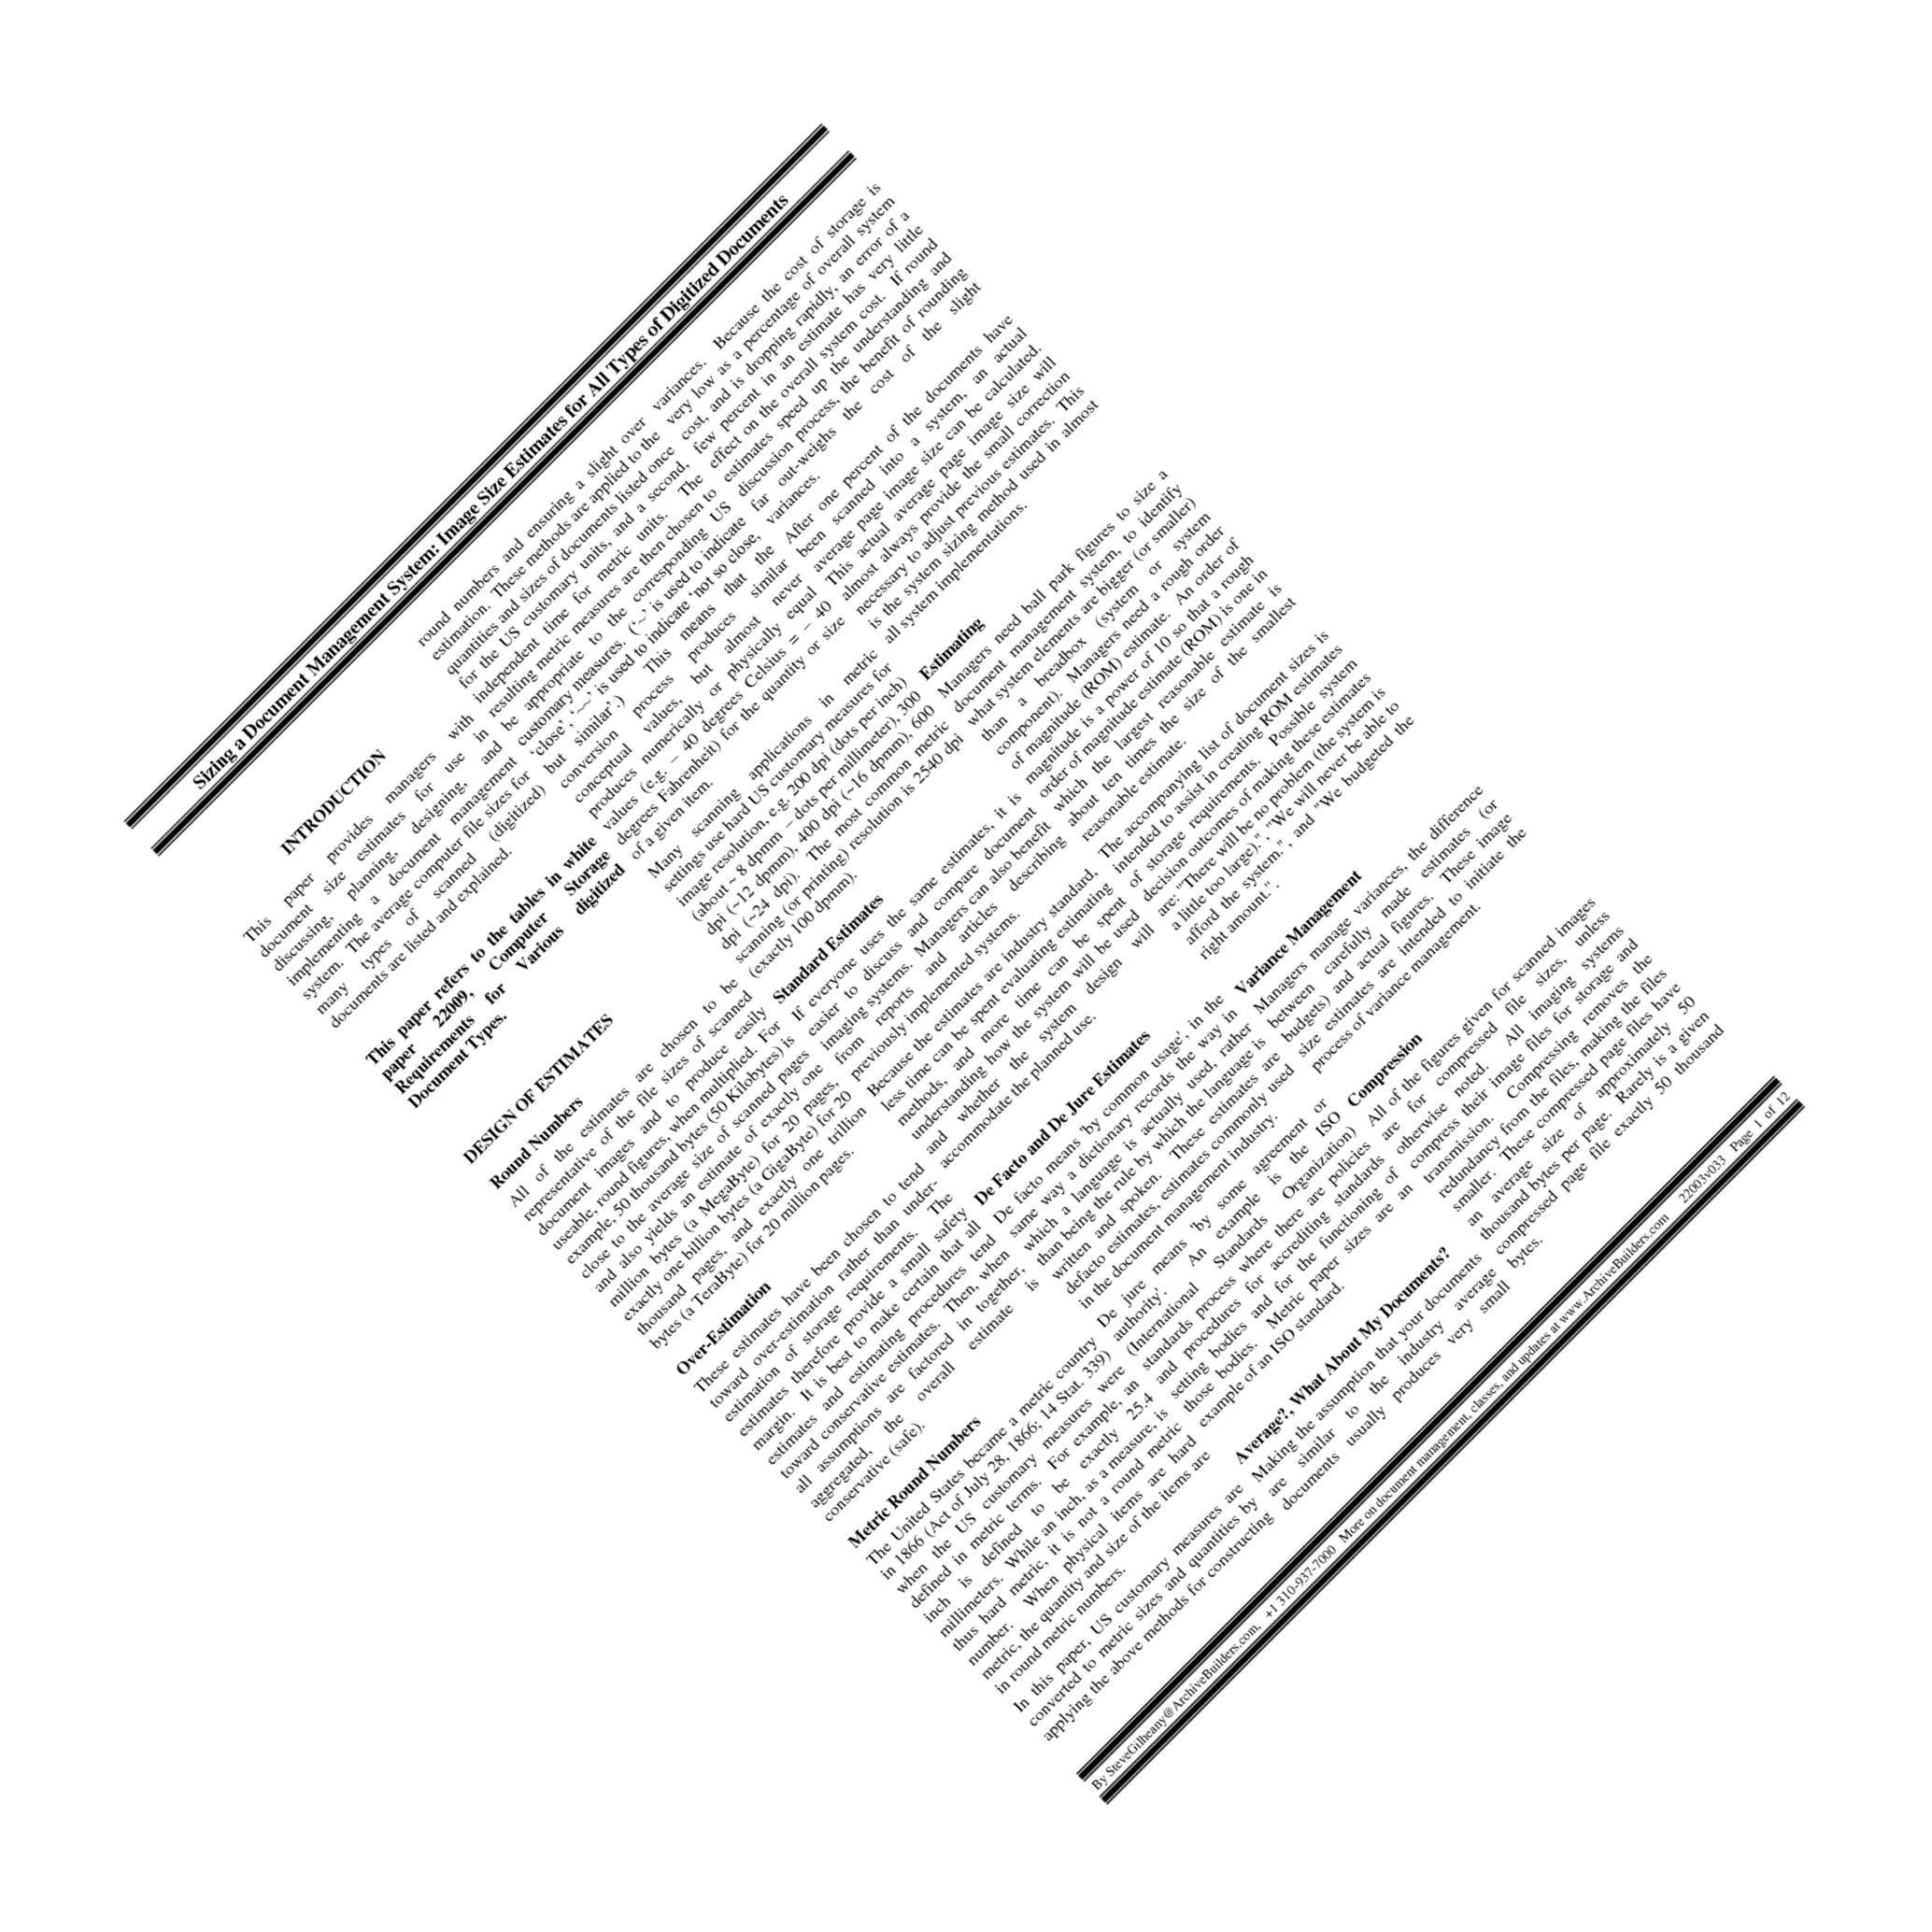 Sizing a Document Management System: Image Size Estimates for All Types of Digitized Documents
INTRODUCTION
This paper provides managers with
document size estimates for use in
discussing, planning, designing, and
implementing a document management
system. The average computer file sizes for
many types of scanned (digitized)
documents are listed and explained.
This paper refers to the tables in white
paper 22009, Computer Storage
Requirements for Various digitized
Document Types.
DESIGN OF ESTIMATES
Round Numbers
All of the estimates are chosen to be
representative of the file sizes of scanned
document images and to produce easily
useable, round figures, when multiplied. For
example, 50 thousand bytes (50 Kilobytes) is
close to the average size of scanned pages
and also yields an estimate of exactly one
million bytes (a MegaByte) for 20 pages,
exactly one billion bytes (a GigaByte) for 20
thousand pages, and exactly one trillion
bytes (a TeraByte) for 20 million pages.
Over-Estimation
These estimates have been chosen to tend
toward over-estimation rather than under-
estimation of storage requirements. The
estimates therefore provide a small safety
margin. It is best to make certain that all
estimates and estimating procedures tend
toward conservative estimates. Then, when
all assumptions are factored in together,
aggregated, the overall estimate is
conservative (safe).
Metric Round Numbers
The United States became a metric country
in 1866 (Act of July 28, 1866; 14 Stat. 339)
when the US customary measures were
defined in metric terms. For example, an
inch is defined to be exactly 25.4
millimeters. While an inch, as a measure, is
thus hard metric, it is not a round metric
number. When physical items are hard
metric, the quantity and size of the items are
in round metric numbers.
In this paper, US customary measures are
converted to metric sizes and quantities by
applying the above methods for constructing
round numbers and ensuring a slight over
estimation. These methods are applied to the
quantities and sizes of documents listed once
for the US customary units, and a second,
independent time for metric units. The
resulting metric measures are then chosen to
be appropriate to the corresponding US
customary measures. ('~' is used to indicate
'close' '~~' is used to indicate 'not so close,
but similar'.) This means that the
conversion process produces similar
conceptual values, but almost never
produces numerically or physically equal
values (e.g. – 40 degrees Celsius = – 40
degrees Fahrenheit) for the quantity or size
of a given item.
Many scanning applications in metric
settings use hard US customary measures for
image resolution, e.g. 200 dpi (dots per inch)
(about ~ 8 dpmm – dots per millimeter), 300
dpi (~12 dpmm), 400 dpi (~16 dpmm), 600
dpi (~24 dpi). The most common metric
scanning (or printing) resolution is 2540 dpi
(exactly 100 dpmm).
Standard Estimates
If everyone uses the same estimates, it is
easier to discuss and compare document
imaging systems. Managers can also benefit
from reports and articles describing
previously implemented systems.
Because the estimates are industry standard,
less time can be spent evaluating estimating
methods, and more time can be spent
understanding how the system will be used
and whether the system design will
accommodate the planned use.
De Facto and De Jure Estimates
De facto means 'by common usage', in the
same way a dictionary records the way in
which a language is actually used, rather
than being the rule by which the language is
written and spoken. These estimates are
defacto estimates, estimates commonly used
in the document management industry.
De jure means 'by some agreement or
authority'. An example is the ISO
(International Standards Organization)
standards process where there are policies
and procedures for accrediting standards
setting bodies and for the functioning of
those bodies. Metric paper sizes are an
example of an ISO standard.
variances. Because the cost of storage is
very low as a percentage of overall system
cost, and is dropping rapidly, an error of a
few percent in an estimate has very little
effect on the overall system cost. If round
estimates speed up the understanding and
discussion process, the benefit of rounding
far out-weighs the cost of the slight
variances.
After one percent of the documents have
been scanned into a system, an actual
average page image size can be calculated.
This actual average page image size will
almost always provide the small correction
necessary to adjust previous estimates. This
is the system sizing method used in almost
all system implementations.
Estimating
Managers need ball park figures to size a
document management system, to identify
what system elements are bigger (or smaller)
than a breadbox (system or system
component). Managers need a rough order
of magnitude (ROM) estimate. An order of
magnitude is a power of 10 so that a rough
order of magnitude estimate (ROM) is one in
which the largest reasonable estimate is
about ten times the size of the smallest
reasonable estimate.
The accompanying list of document sizes is
intended to assist in creating ROM estimates
of storage requirements. Possible system
decision outcomes of making these estimates
are: "There will be no problem (the system is
a little too large).", "We will never be able to
afford the system.", and "We budgeted the
right amount.".
Variance Management
Managers manage variances, the difference
between carefully made estimates (or
budgets) and actual figures. These image
size estimates are intended to initiate the
process of variance management.
Compression
All of the figures given for scanned images
are for compressed file sizes, unless
otherwise noted. All imaging systems
compress their image files for storage and
transmission. Compressing removes the
redundancy from the files, making the files
smaller. These compressed page files have
an average size of approximately 50
thousand bytes per page. Rarely is a given
compressed page file exactly 50 thousand
bytes.
Average?, What About My Documents?
Making the assumption that your documents
are similar to the industry average
documents usually produces very small
By SteveGilheany@ArchiveBuilders.com, +1 310-937-7000 More on document management, classes, and updates at www.ArchiveBuilders.com 22003v033 Page 1 of 12